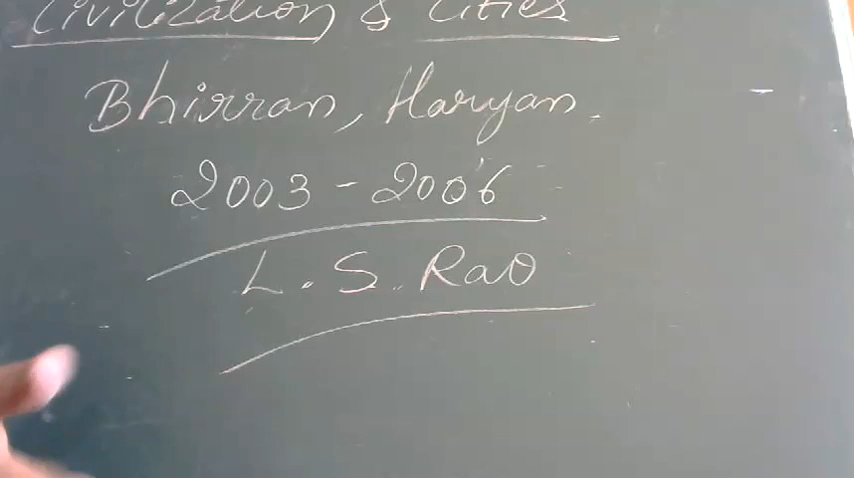 Civilization & Cities
Bhirran, Haryan.
2003-2006
L.S. Rao